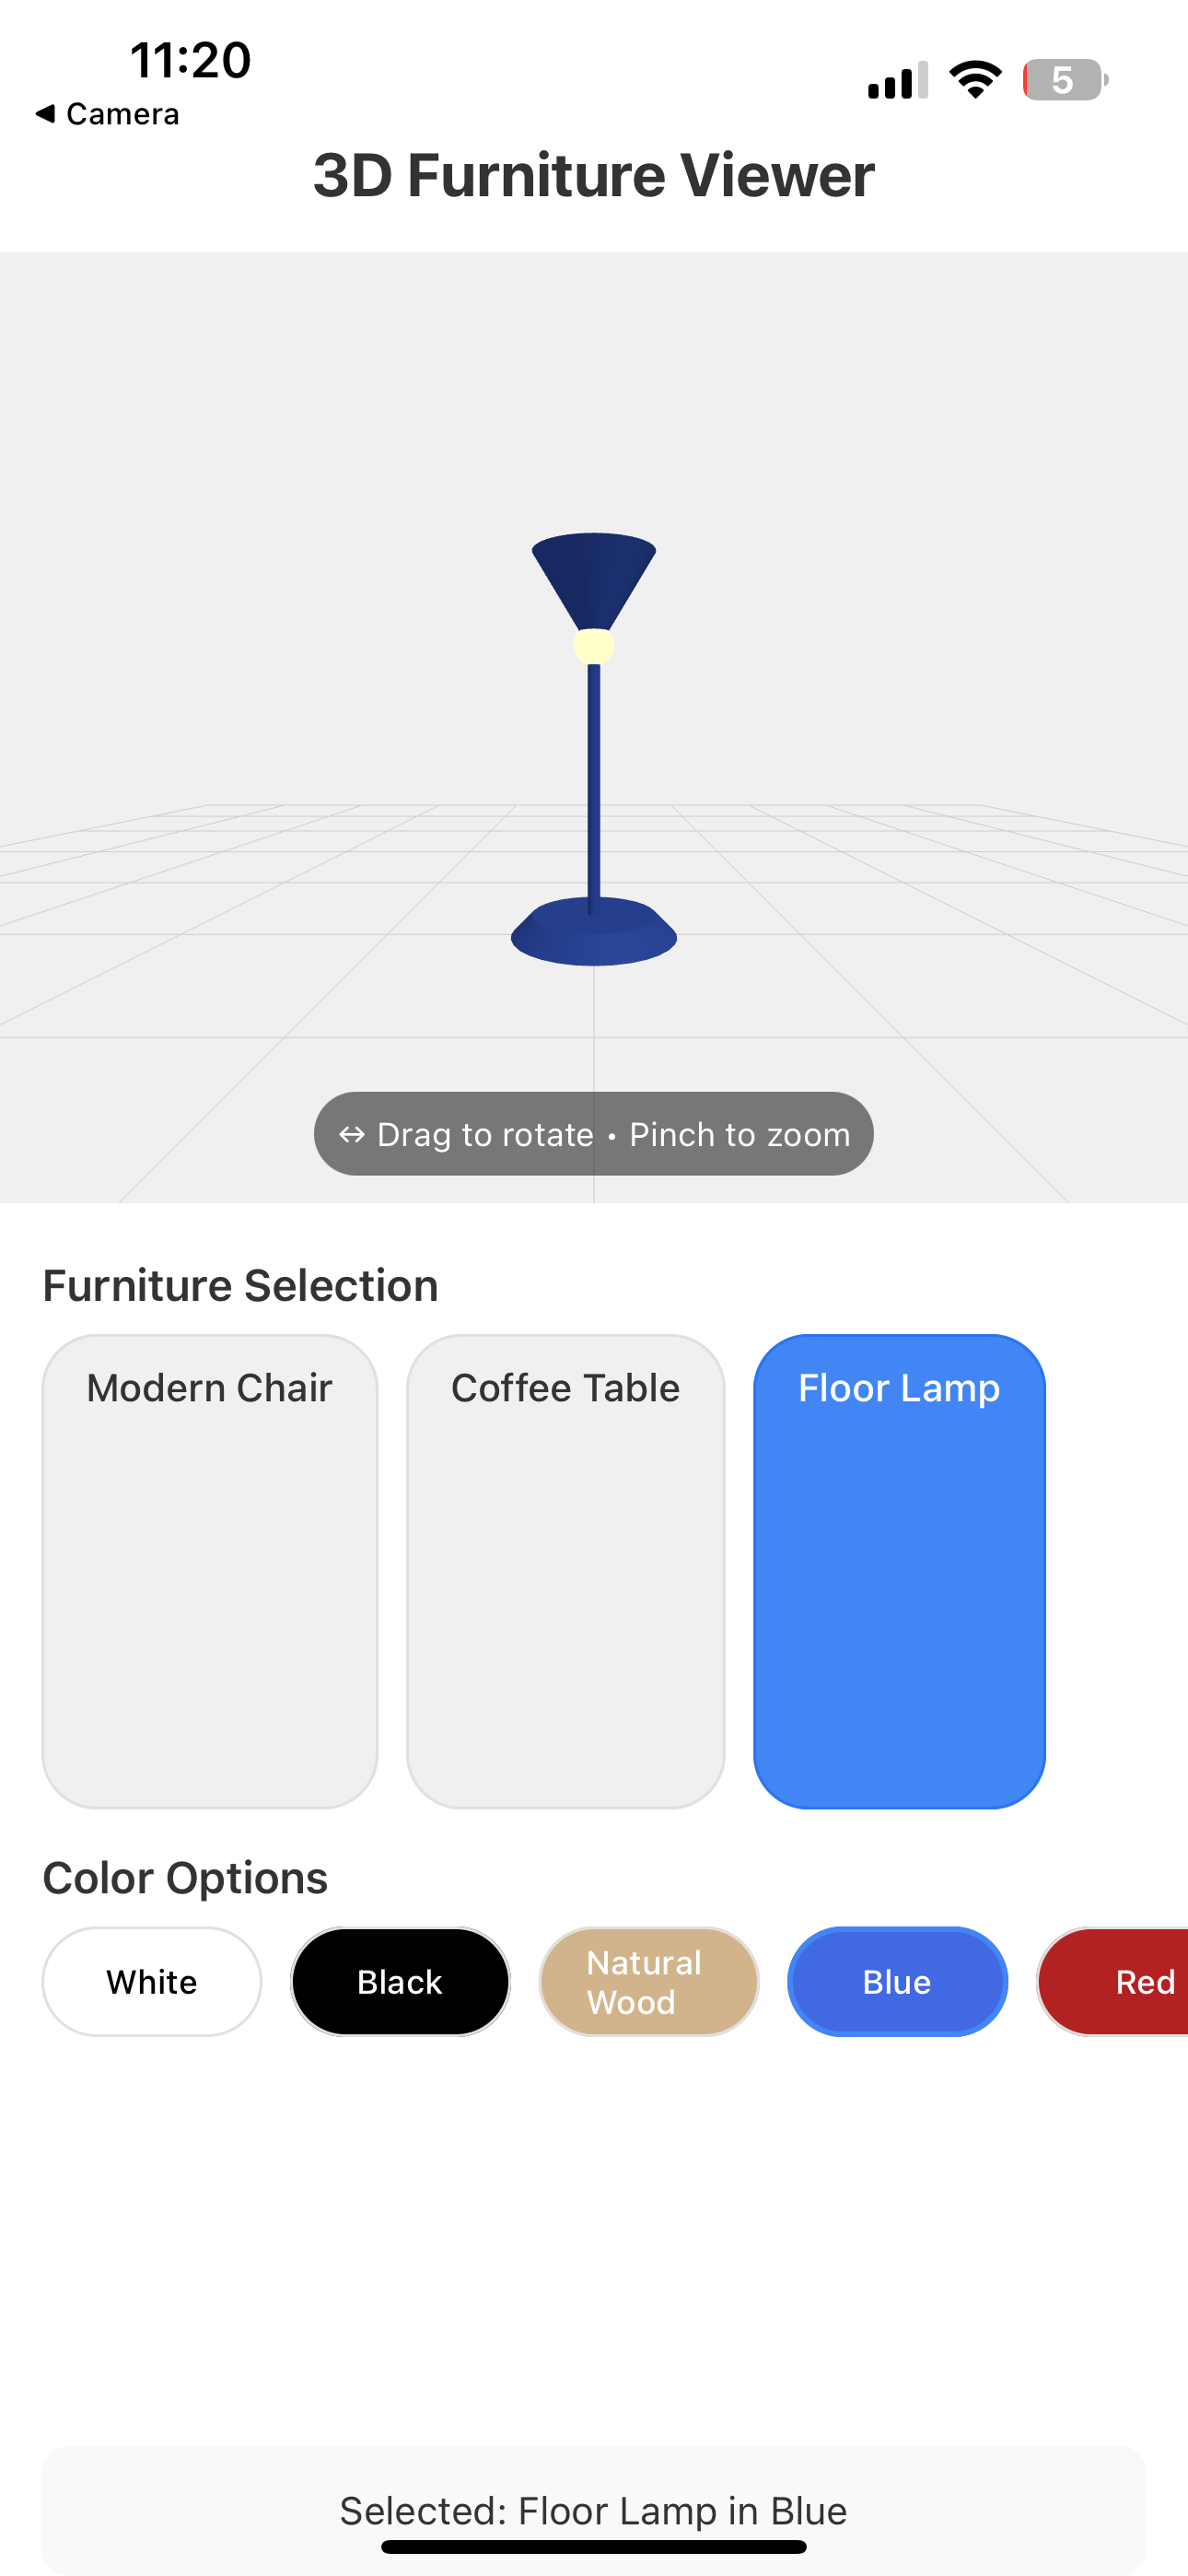 11:20
5
◀ Camera
3D Furniture Viewer
↔ Drag to rotate • Pinch to zoom
Furniture Selection
Modern Chair
Coffee Table
Floor Lamp
Color Options
White
Black
Natural
Wood
Blue
Red
Selected: Floor Lamp in Blue